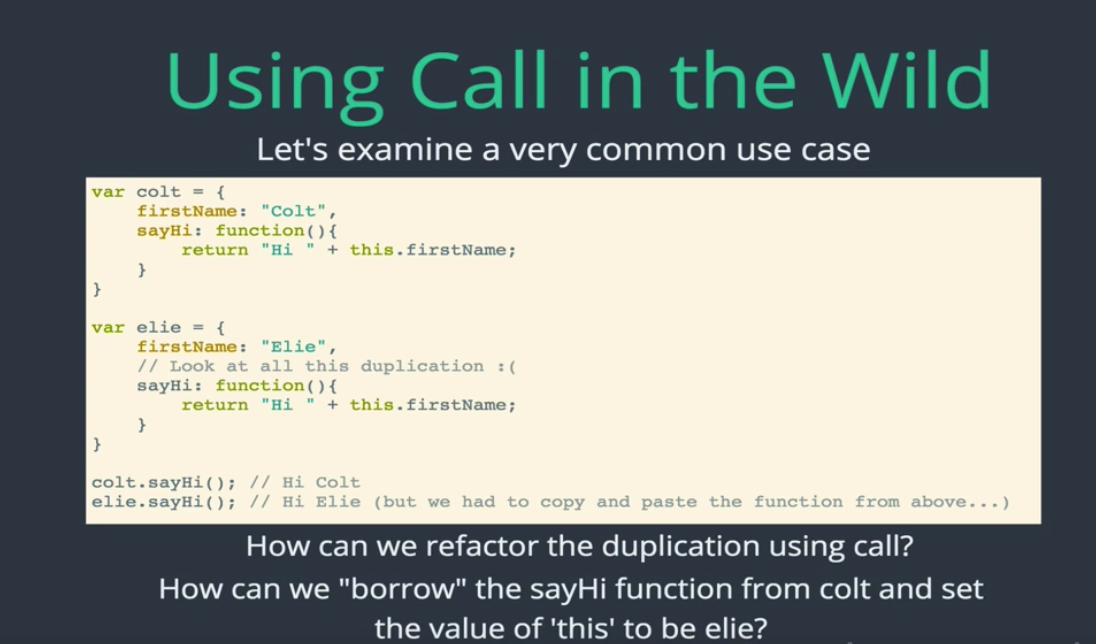 Using Call in the Wild
Let's examine a very common use case
var colt = {
    firstName: "Colt",
    sayHi: function(){
        return "Hi " + this.firstName;
    }
}
var elie = {
    firstName: "Elie",
    // Look at all this duplication :(
    sayHi: function(){
        return "Hi " + this.firstName;
    }
}
colt.sayHi(); // Hi Colt
elie.sayHi(); // Hi Elie (but we had to copy and paste the function from above...)
How can we refactor the duplication using call?
How can we "borrow" the sayHi function from colt and set
the value of 'this' to be elie?